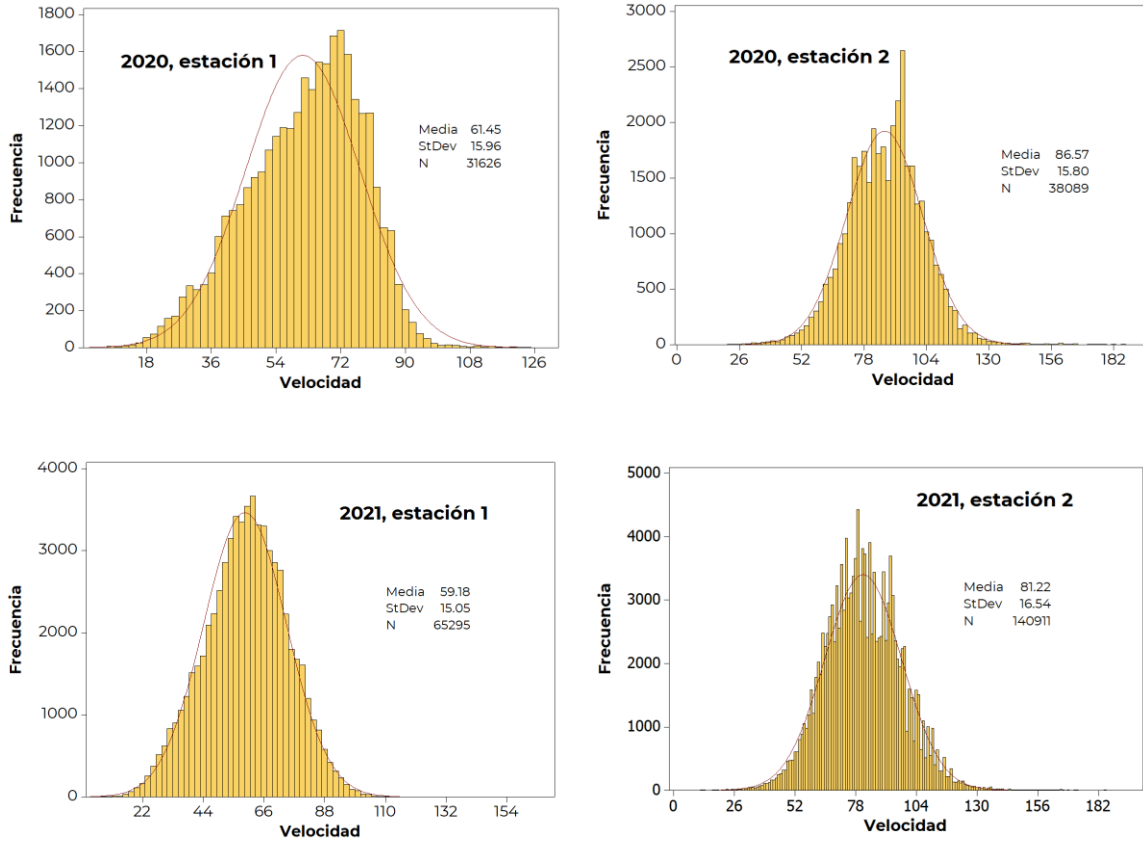 2020, estación 1
Frecuencia
1800
1600
1400
1200
1000
800
600
400
200
0
Media 61.45
StDev 15.96
N 31626
18 36 54 72 90 108 126
Velocidad
2020, estación 2
Frecuencia
3000
2500
2000
1500
1000
500
0
Media 86.57
StDev 15.80
N 38089
0 26 52 78 104 130 156 182
Velocidad
2021, estación 1
Frecuencia
4000
3000
2000
1000
0
Media 59.18
StDev 15.05
N 65295
22 44 66 88 110 132 154
Velocidad
2021, estación 2
Frecuencia
5000
4000
3000
2000
1000
0
Media 81.22
StDev 16.54
N 140911
0 26 52 78 104 130 156 182
Velocidad